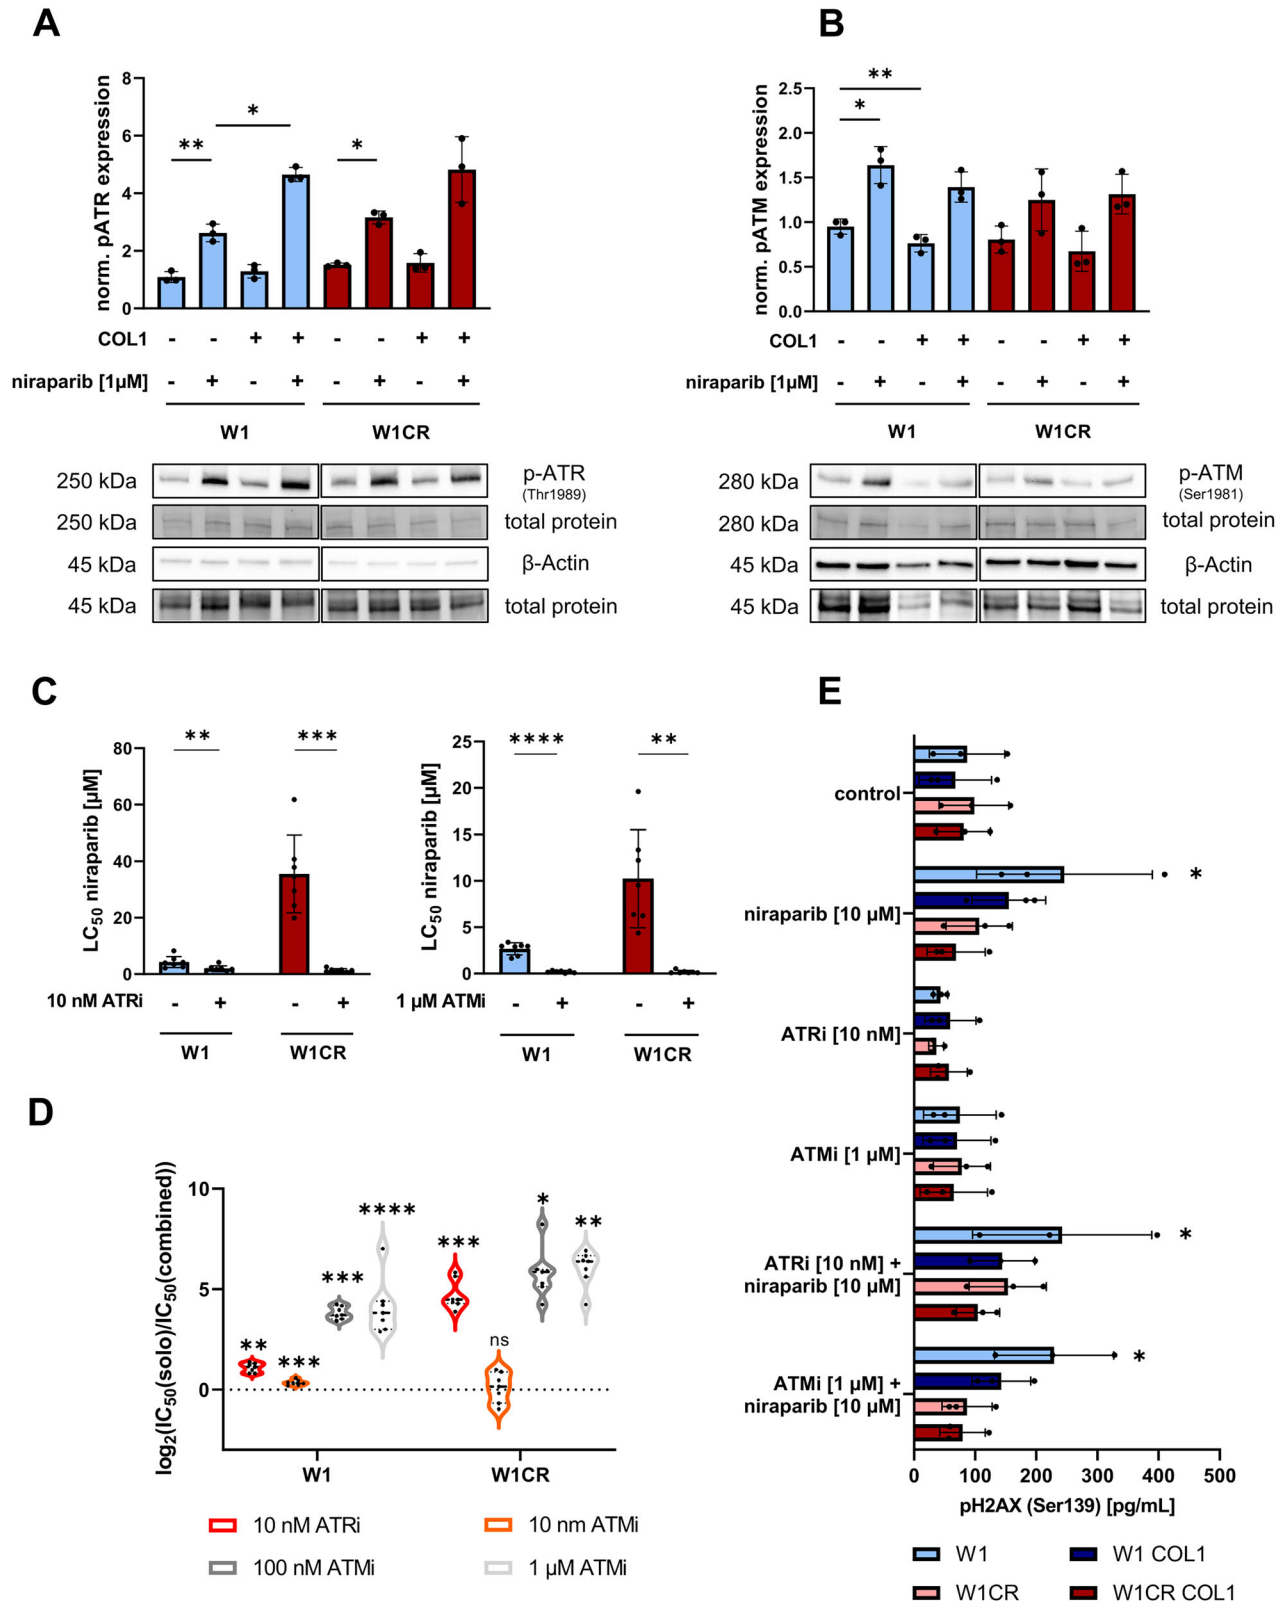 A
norm. pATR expression
8
6
4
2
0
**
*
*
COL1 - - + + - - + +
niraparib [1µM] - + - + - + - +
W1 W1CR
250 kDa p-ATR
(Thr1989)
250 kDa total protein
45 kDa β-Actin
45 kDa total protein
B
norm. pATM expression
2.5
2.0
1.5
1.0
0.5
0.0
**
*
COL1 - - + + - - + +
niraparib [1µM] - + - + - + - +
W1 W1CR
280 kDa p-ATM
(Ser1981)
280 kDa total protein
45 kDa β-Actin
45 kDa total protein
C
LC50 niraparib [µM]
80
60
40
20
0
** ***
10 nM ATRi - + - +
W1 W1CR
LC50 niraparib [µM]
25
20
15
10
5
0
**** **
1 µM ATMi - + - +
W1 W1CR
D
log2(IC50(solo)/IC50(combined))
10
5
0
** *** *** **** *** ns * **
W1 W1CR
10 nM ATRi 10 nm ATMi
100 nM ATMi 1 µM ATMi
E
control
niraparib [10 µM] *
ATRi [10 nM]
ATMi [1 µM]
ATRi [10 nM] + *
niraparib [10 µM]
ATMi [1 µM] + *
niraparib [10 µM]
0 100 200 300 400 500
pH2AX (Ser139) [pg/mL]
W1 W1 COL1
W1CR W1CR COL1